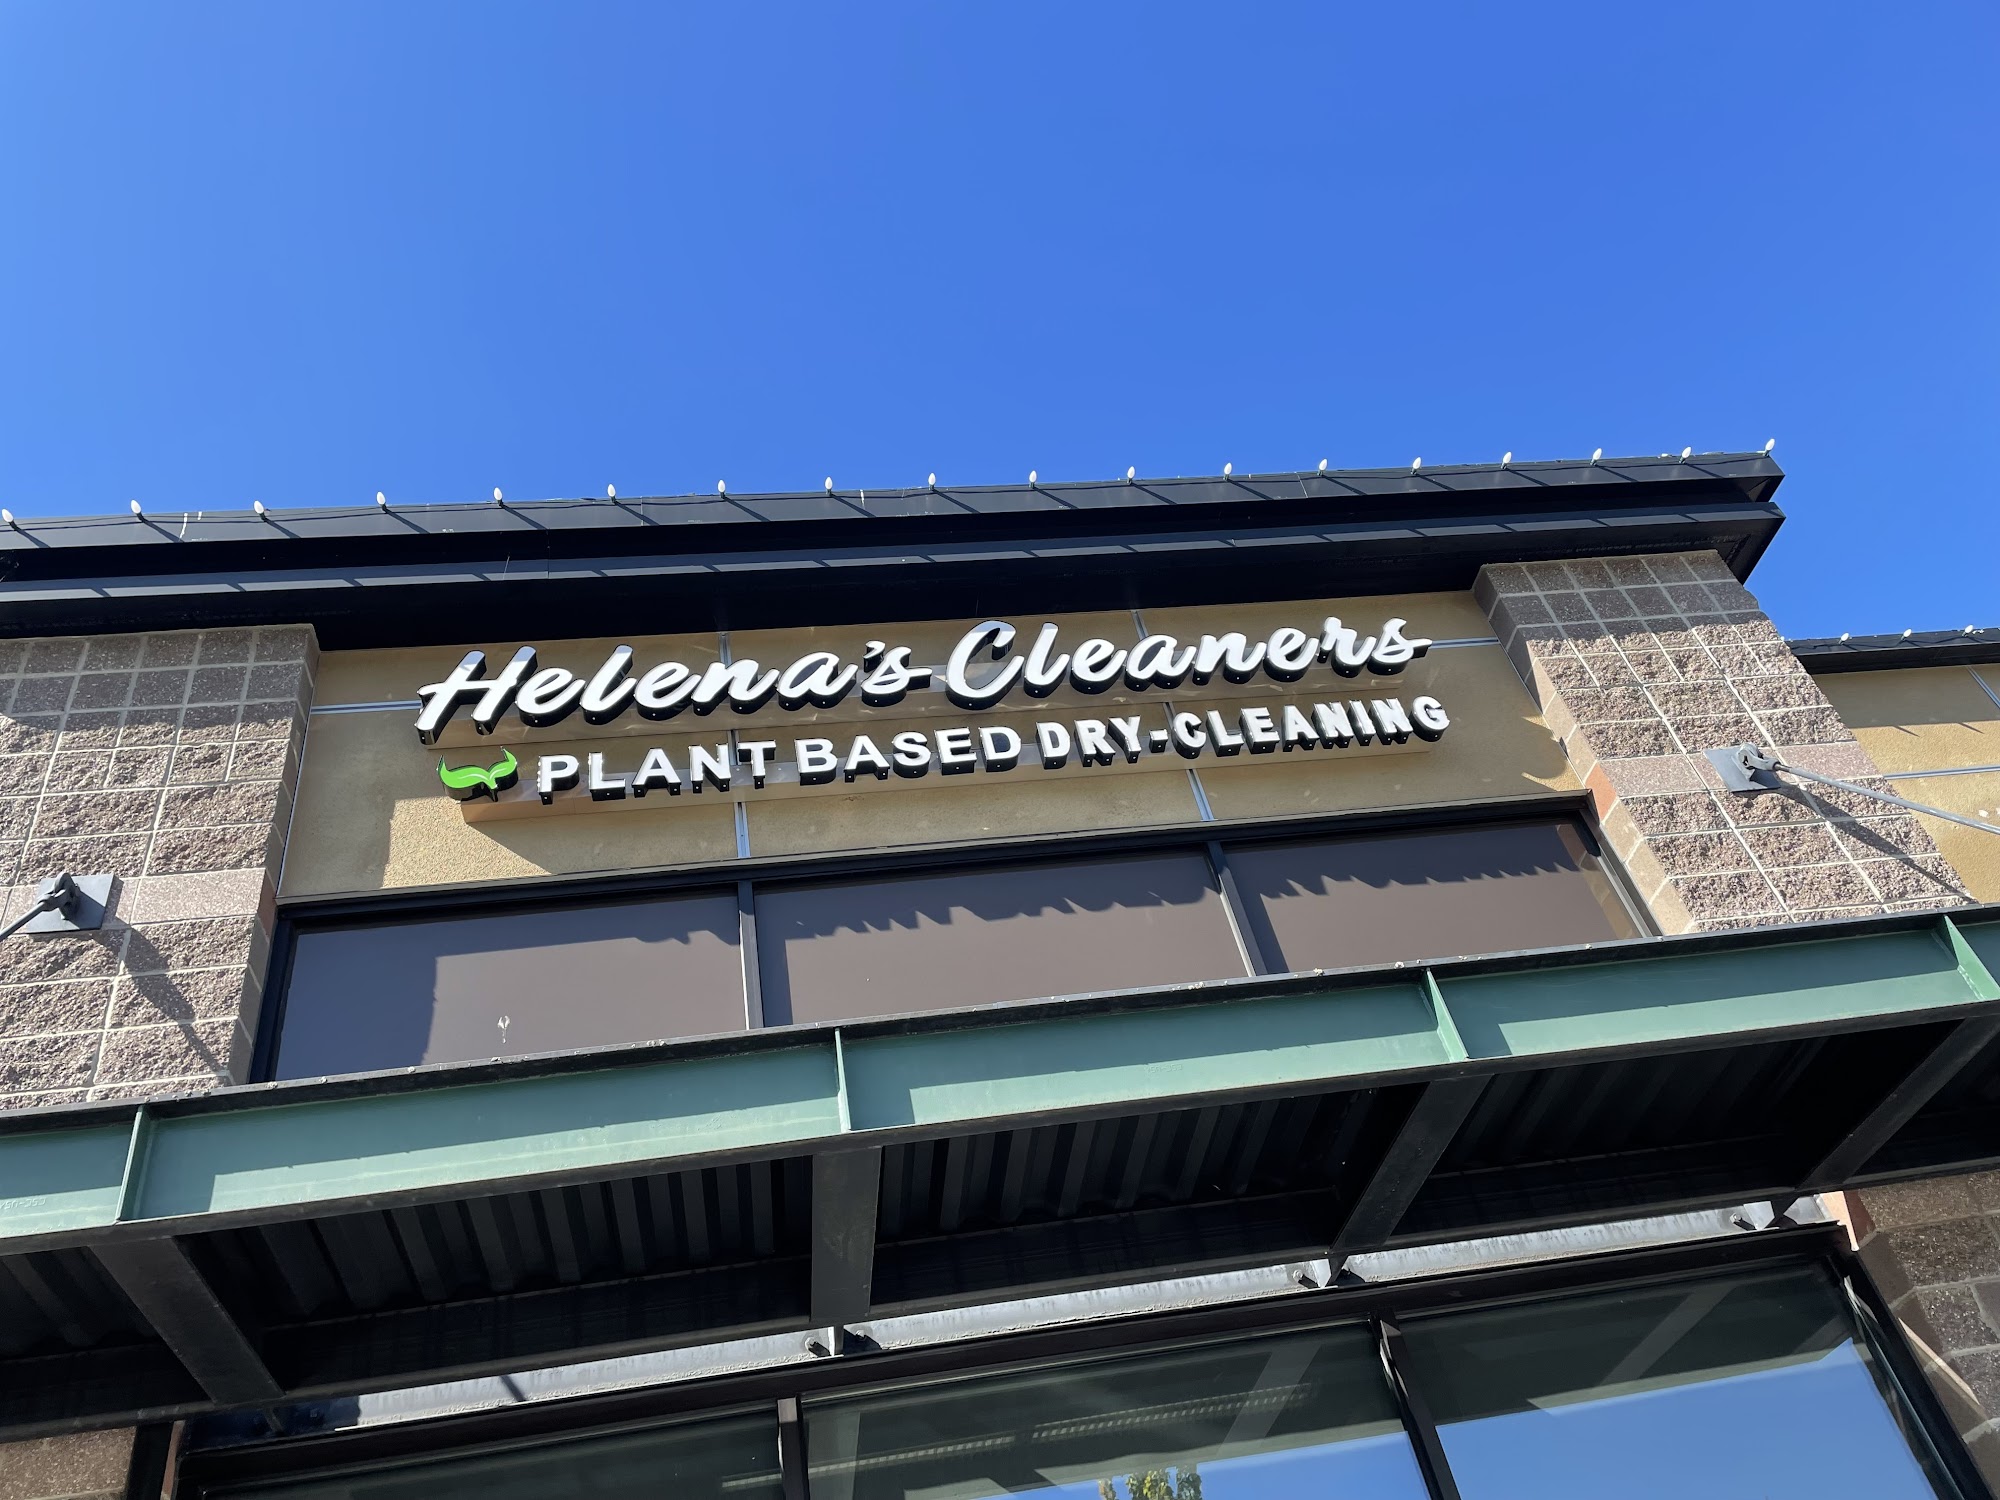 Helena's Cleaners
PLANT BASED DRY-CLEANING